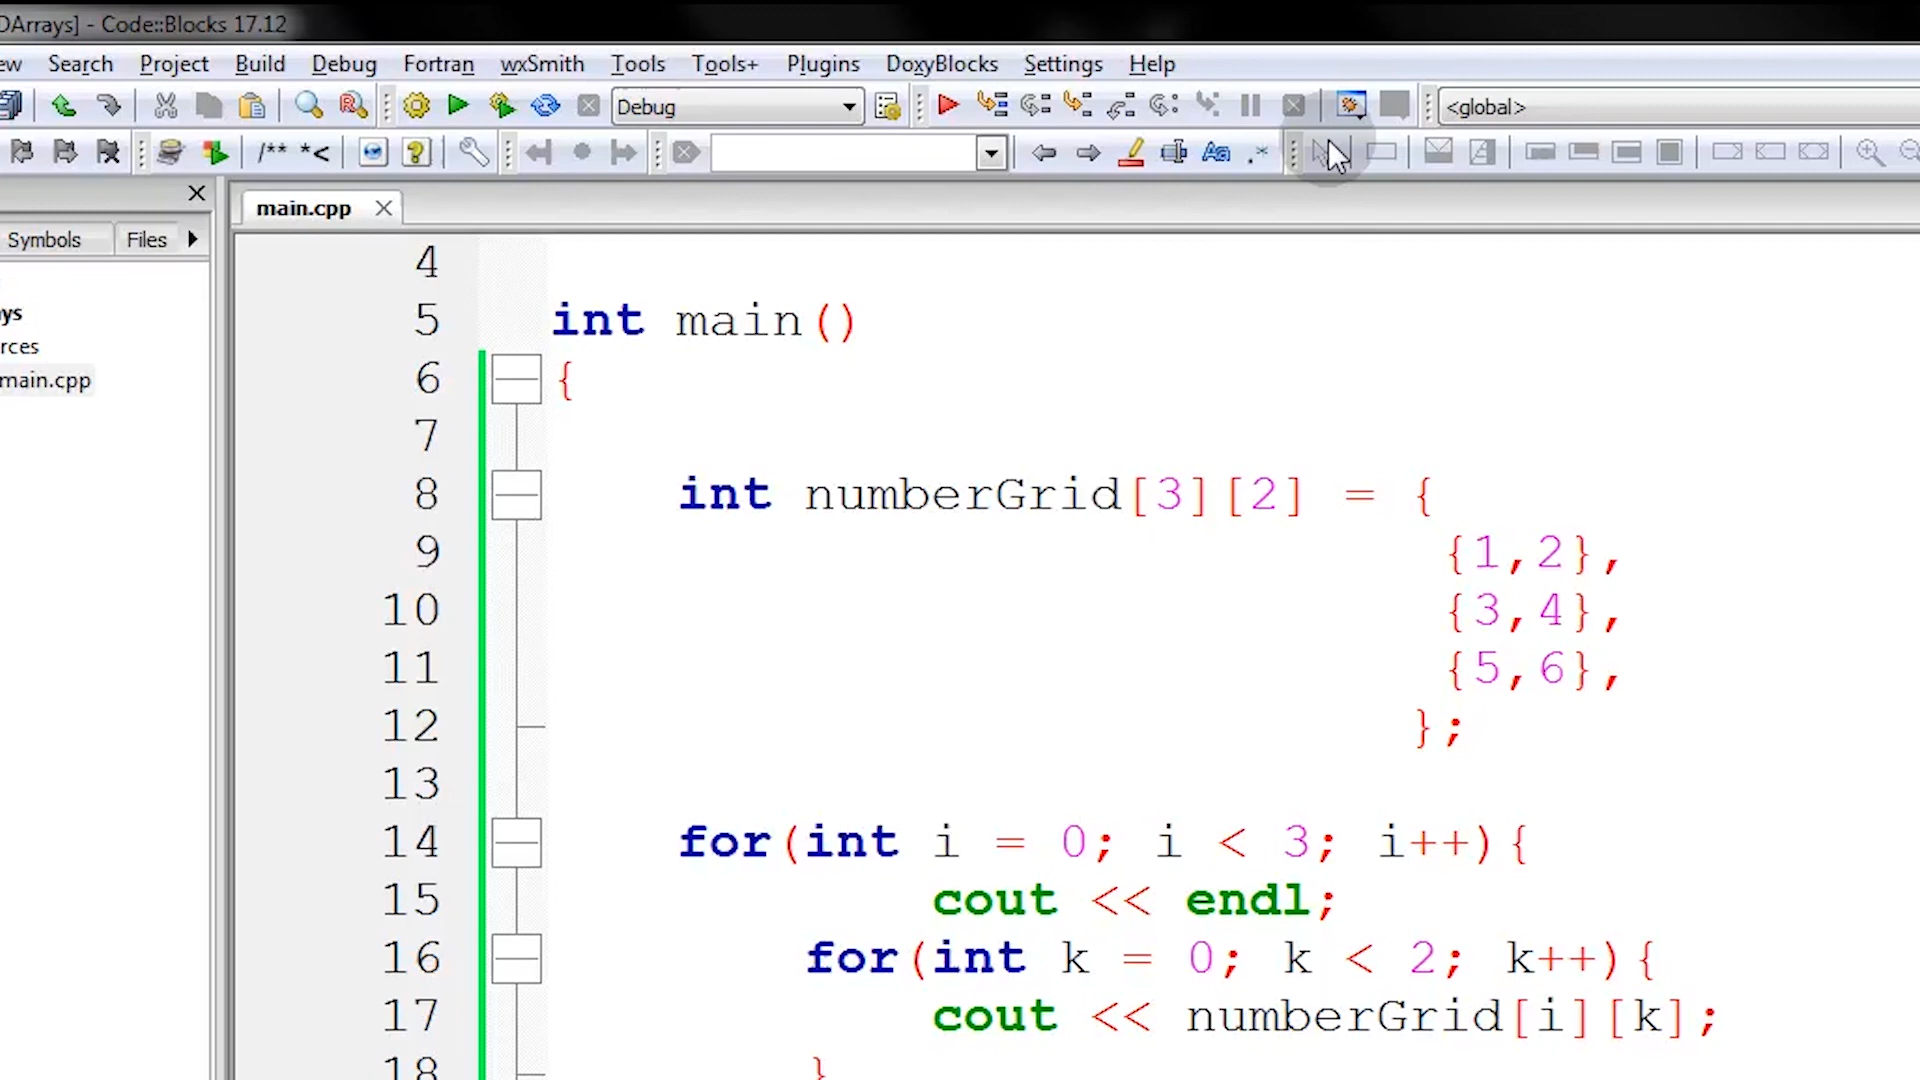 DArrays] - Code::Blocks 17.12
ew Search Project Build Debug Fortran wxSmith Tools Tools+ Plugins DoxyBlocks Settings Help
Debug <global>
/** *<
main.cpp
Symbols Files
ys
rces
main.cpp
4
5 int main()
6 {
7
8 int numberGrid[3][2] = {
9 {1,2},
10 {3,4},
11 {5,6},
12 };
13
14 for(int i = 0; i < 3; i++){
15 cout << endl;
16 for(int k = 0; k < 2; k++){
17 cout << numberGrid[i][k];
18 }